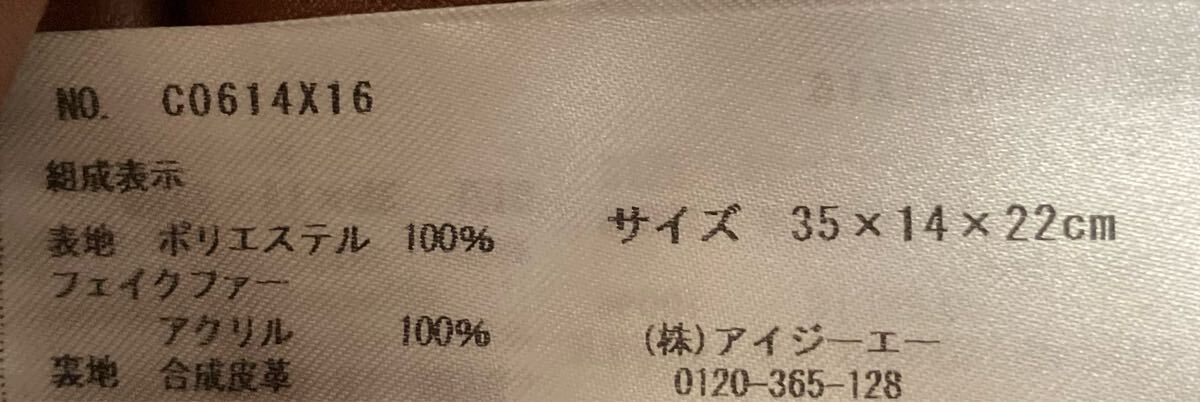 NO. C0614X16
組成表示
表地 ポリエステル 100%
フェイクファー
アクリル 100%
裏地 合成皮革
サイズ 35×14×22cm
(株)アイジーエー
0120-365-128